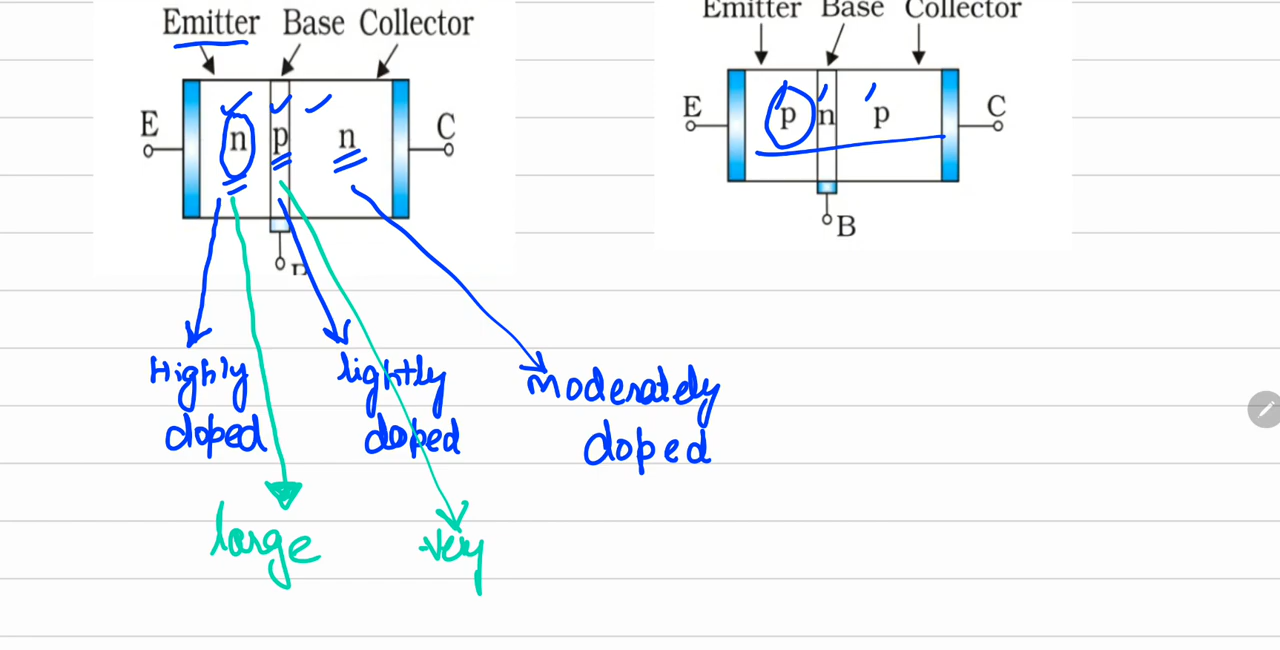 Emitter Base Collector
E n p n C
Highly lightly moderately
doped doped doped
large very
Emitter Base Collector
E p n p C
B